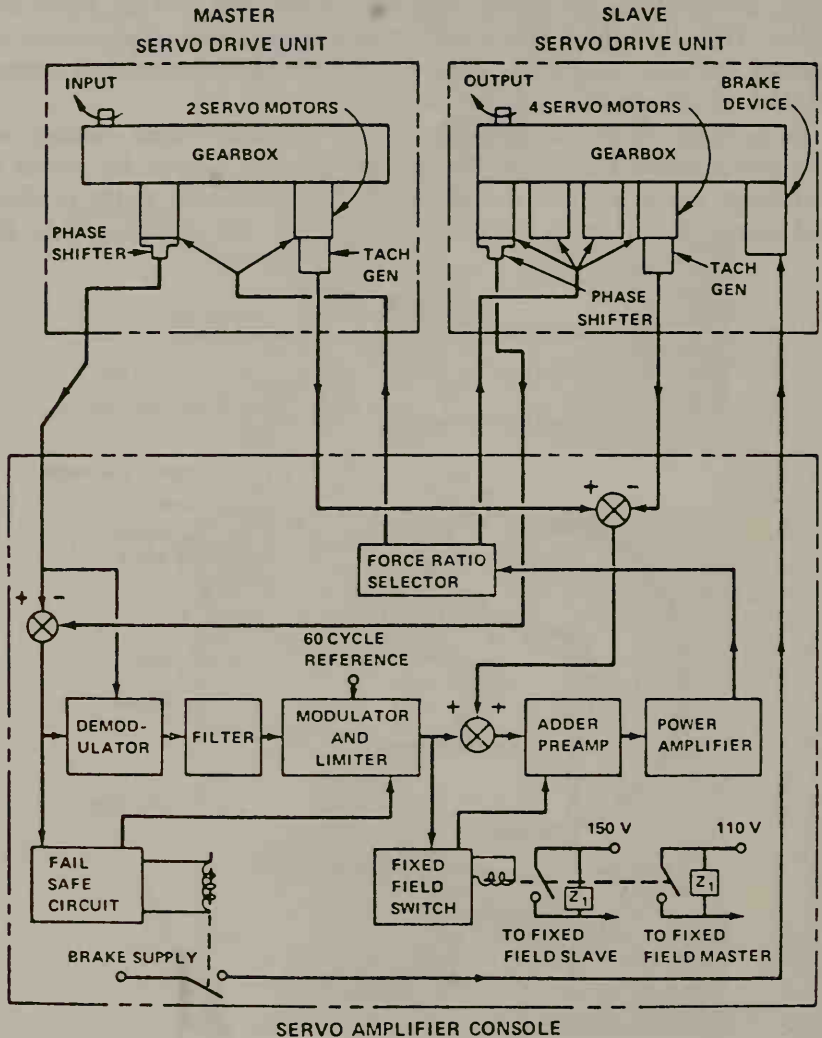 MASTER
SERVO DRIVE UNIT
SLAVE
SERVO DRIVE UNIT
INPUT
2 SERVO MOTORS
GEARBOX
PHASE
SHIFTER
TACH
GEN
OUTPUT
4 SERVO MOTORS
BRAKE
DEVICE
GEARBOX
TACH
GEN
PHASE
SHIFTER
+ -
FORCE RATIO
SELECTOR
+ -
60 CYCLE
REFERENCE
+ +
DEMOD-
ULATOR
FILTER
MODULATOR
AND
LIMITER
ADDER
PREAMP
POWER
AMPLIFIER
FAIL
SAFE
CIRCUIT
FIXED
FIELD
SWITCH
150 V
110 V
Z1
Z1
TO FIXED
FIELD SLAVE
TO FIXED
FIELD MASTER
BRAKE SUPPLY
SERVO AMPLIFIER CONSOLE